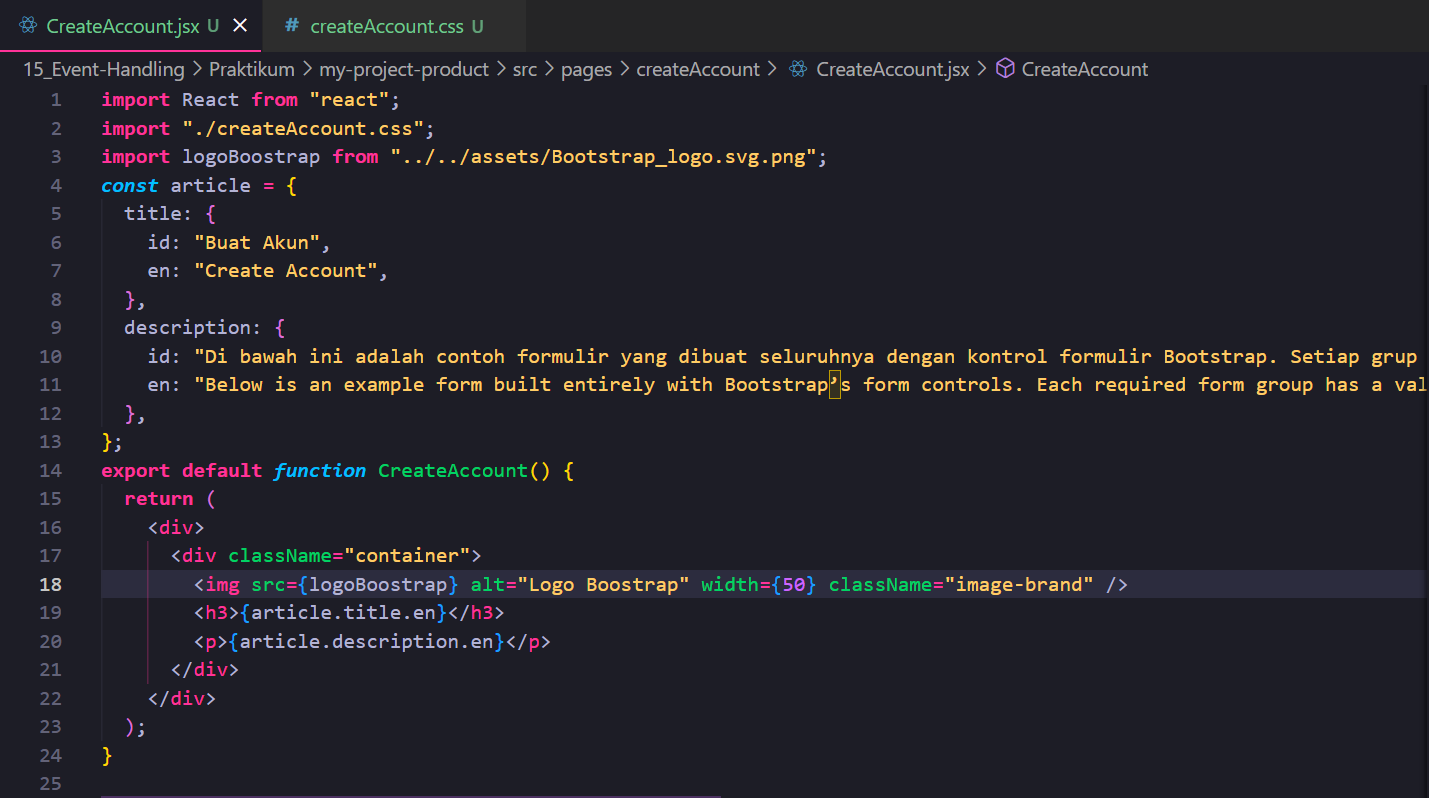 CreateAccount.jsx U
createAccount.css U
15_Event-Handling > Praktikum > my-project-product > src > pages > createAccount > CreateAccount.jsx > CreateAccount
1 import React from "react";
2 import "./createAccount.css";
3 import logoBoostrap from "../../assets/Bootstrap_logo.svg.png";
4 const article = {
5   title: {
6     id: "Buat Akun",
7     en: "Create Account",
8   },
9   description: {
10     id: "Di bawah ini adalah contoh formulir yang dibuat seluruhnya dengan kontrol formulir Bootstrap. Setiap grup
11     en: "Below is an example form built entirely with Bootstrap’s form controls. Each required form group has a val
12   },
13 };
14 export default function CreateAccount() {
15   return (
16     <div>
17       <div className="container">
18         <img src={logoBoostrap} alt="Logo Boostrap" width={50} className="image-brand" />
19         <h3>{article.title.en}</h3>
20         <p>{article.description.en}</p>
21       </div>
22     </div>
23   );
24 }
25